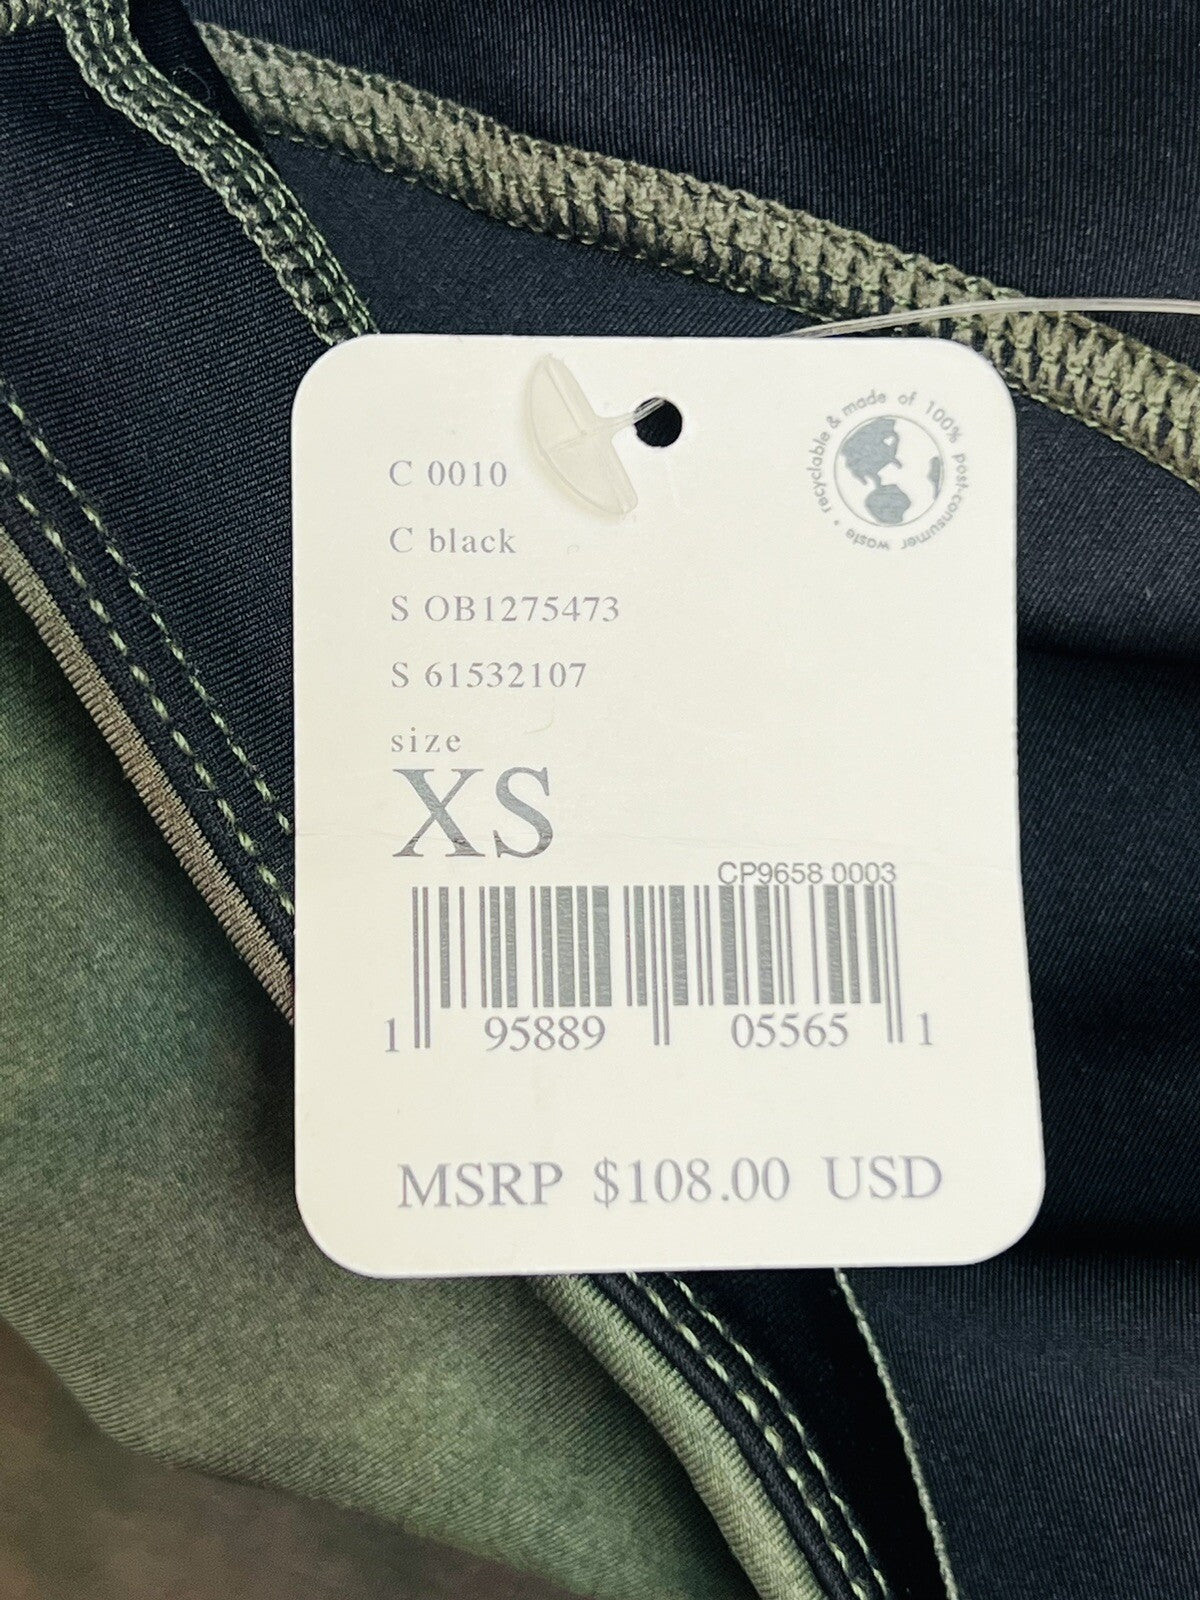 recyclable & made of 100% post-consumer waste •
C 0010
C black
S OB1275473
S 61532107
size
XS
CP9658 0003
1 95889 05565 1
MSRP $108.00 USD